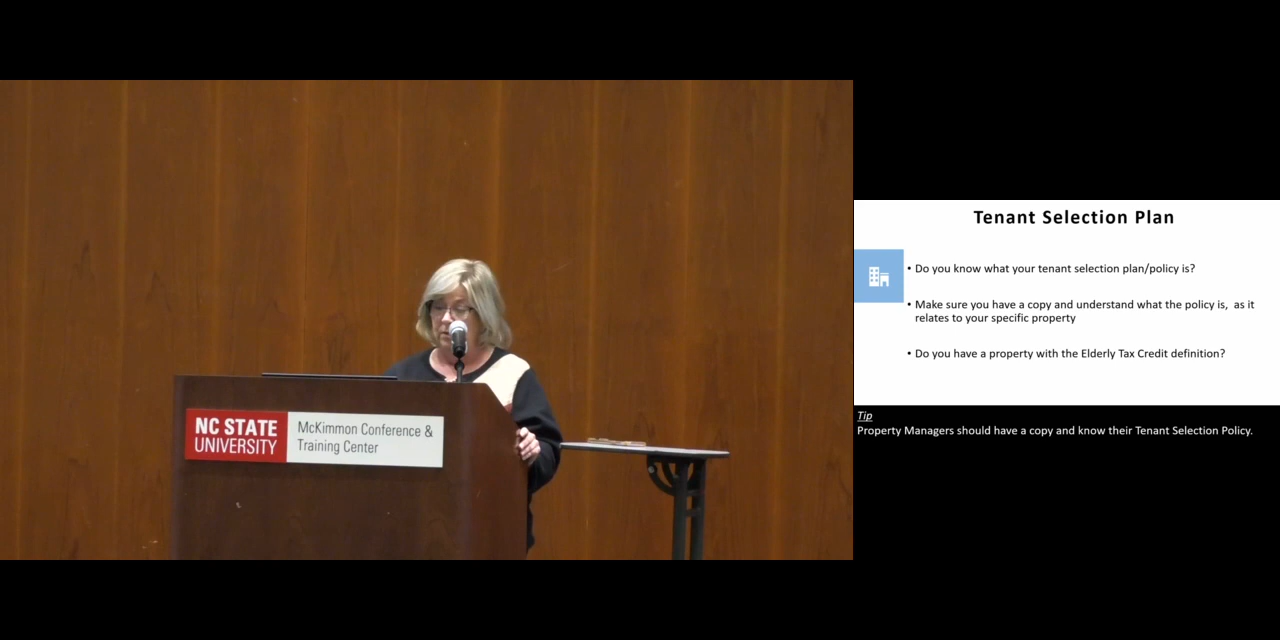 NC STATE
UNIVERSITY
McKimmon Conference &
Training Center
Tenant Selection Plan
• Do you know what your tenant selection plan/policy is?
• Make sure you have a copy and understand what the policy is, as it
relates to your specific property
• Do you have a property with the Elderly Tax Credit definition?
Tip
Property Managers should have a copy and know their Tenant Selection Policy.